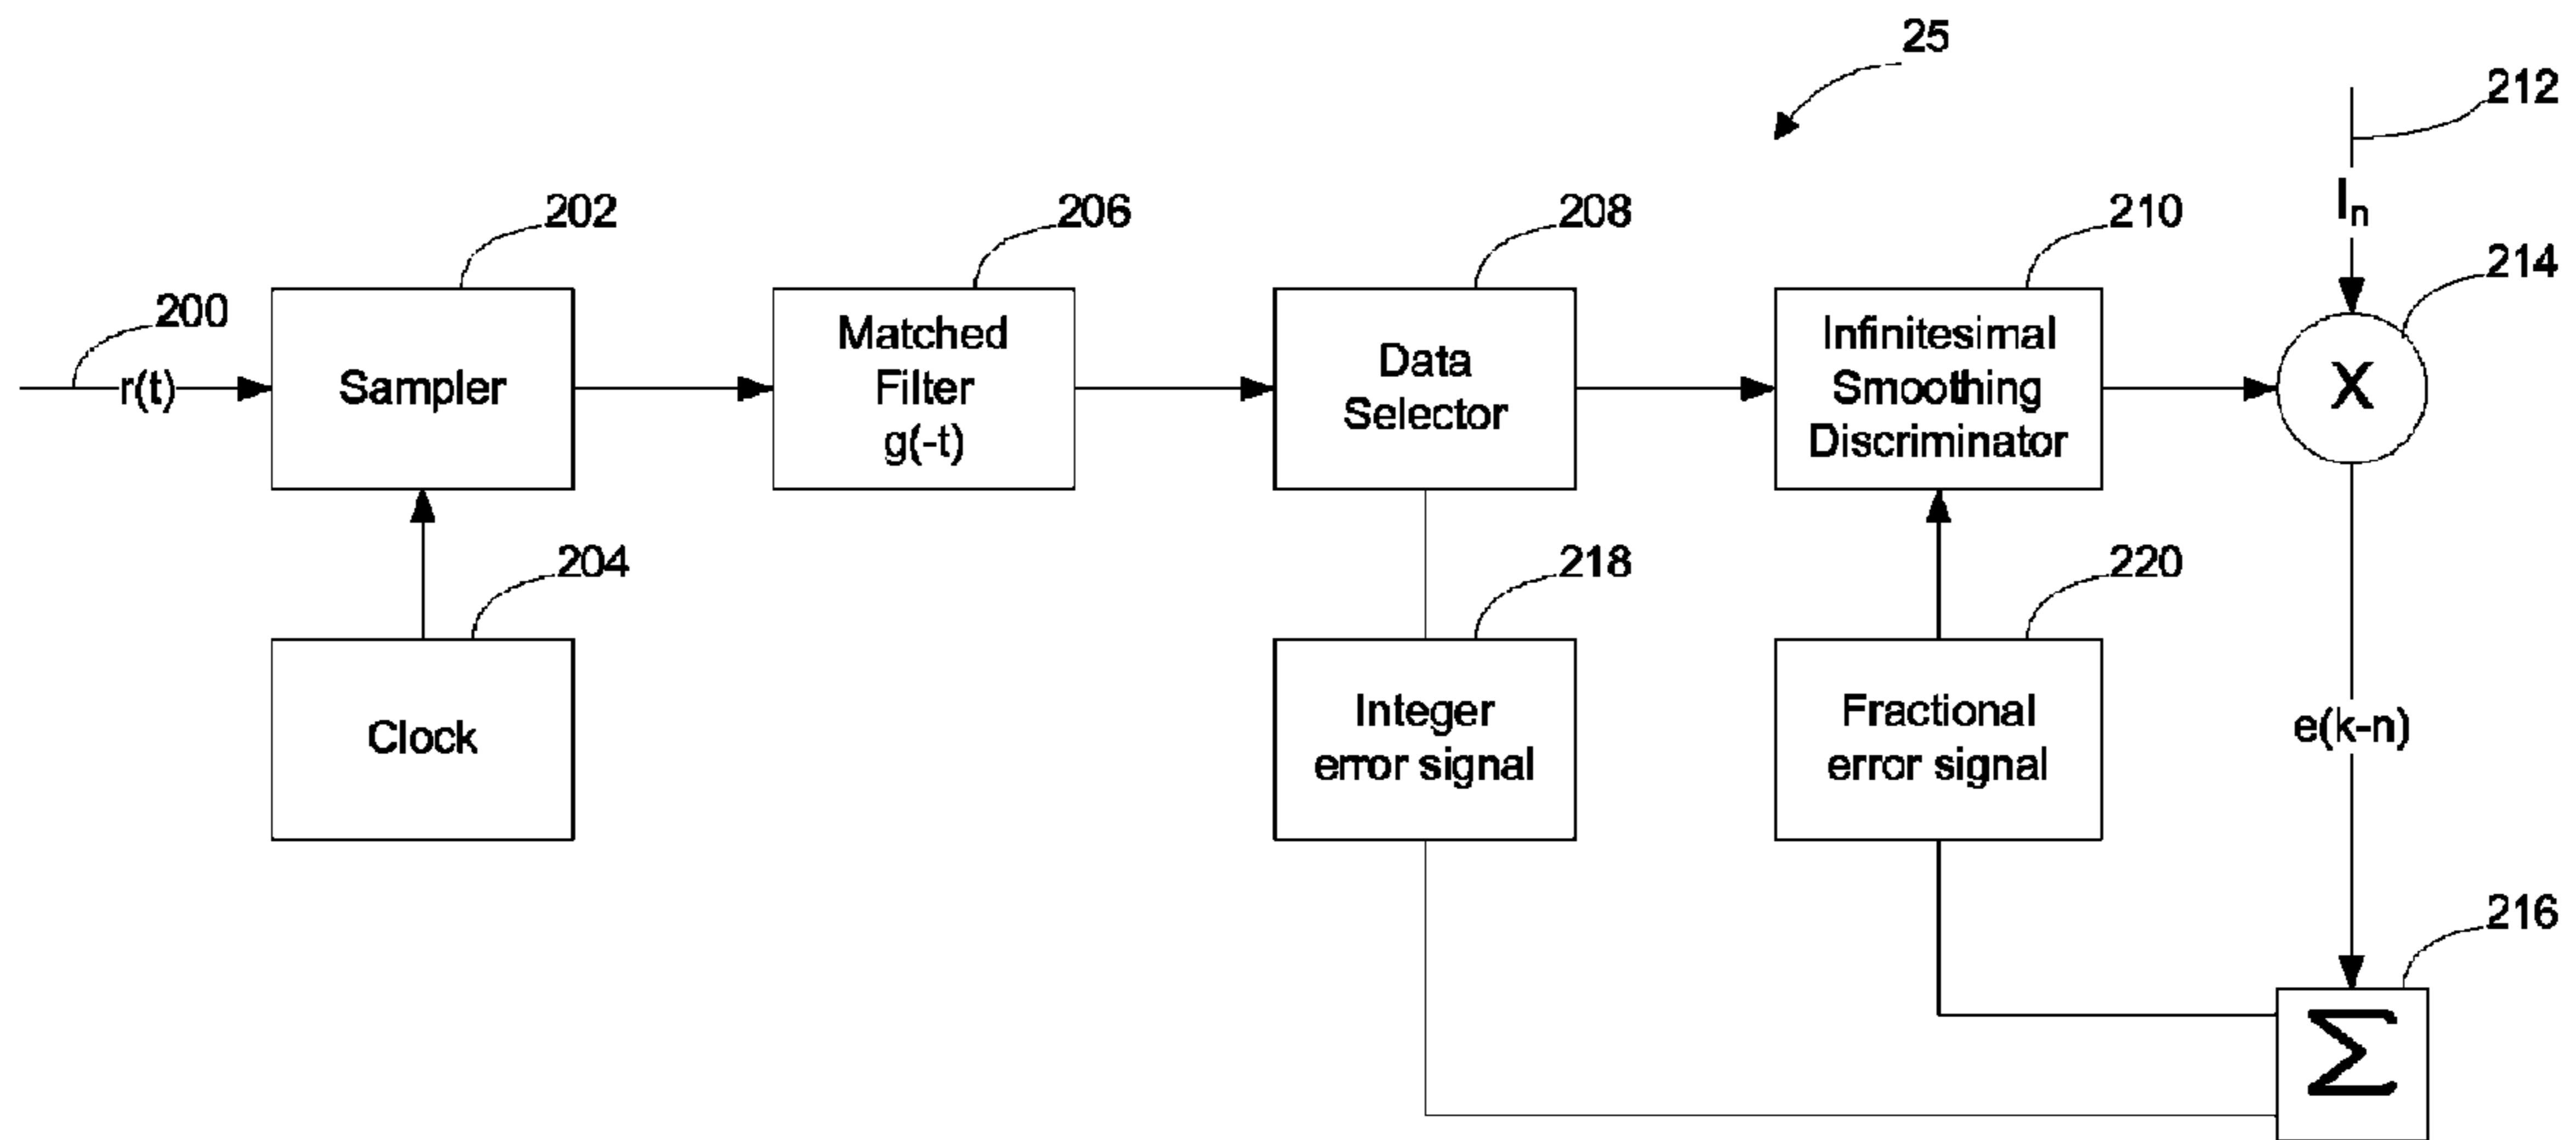 25
212
202
206
208
210
Iₙ
214
200
r(t)
Sampler
Matched
Filter
g(-t)
Data
Selector
Infinitesimal
Smoothing
Discriminator
X
204
218
220
Clock
Integer
error signal
Fractional
error signal
e(k-n)
216
Σ